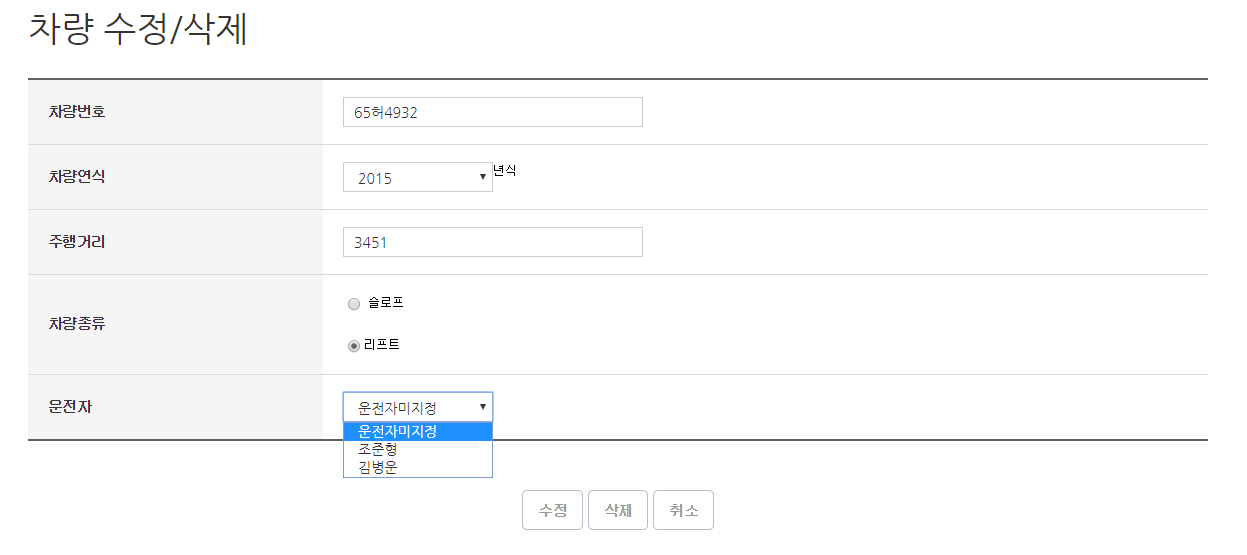 차량 수정/삭제
차량번호 65허4932
차량연식 2015 년식
주행거리 3451
슬로프
차량종류
리프트
운전자 운전자미지정
운전자미지정
조준형
김병운
수정 삭제 취소